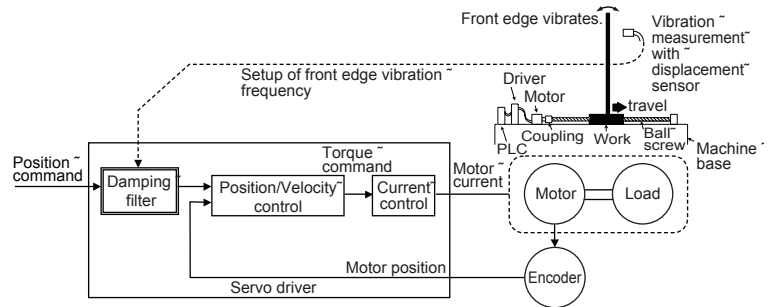 Front edge vibrates.
Vibration ~
measurement~
with ~
displacement~
sensor
Setup of front edge vibration ~
frequency
Driver
Motor
travel
PLC
Coupling
Work
Ball~
screw
Machine ~
base
Position ~
command
Damping~
filter
Position/Velocity~
control
Torque ~
command
Current~
control
Motor ~
current
Motor
Load
Motor position
Encoder
Servo driver